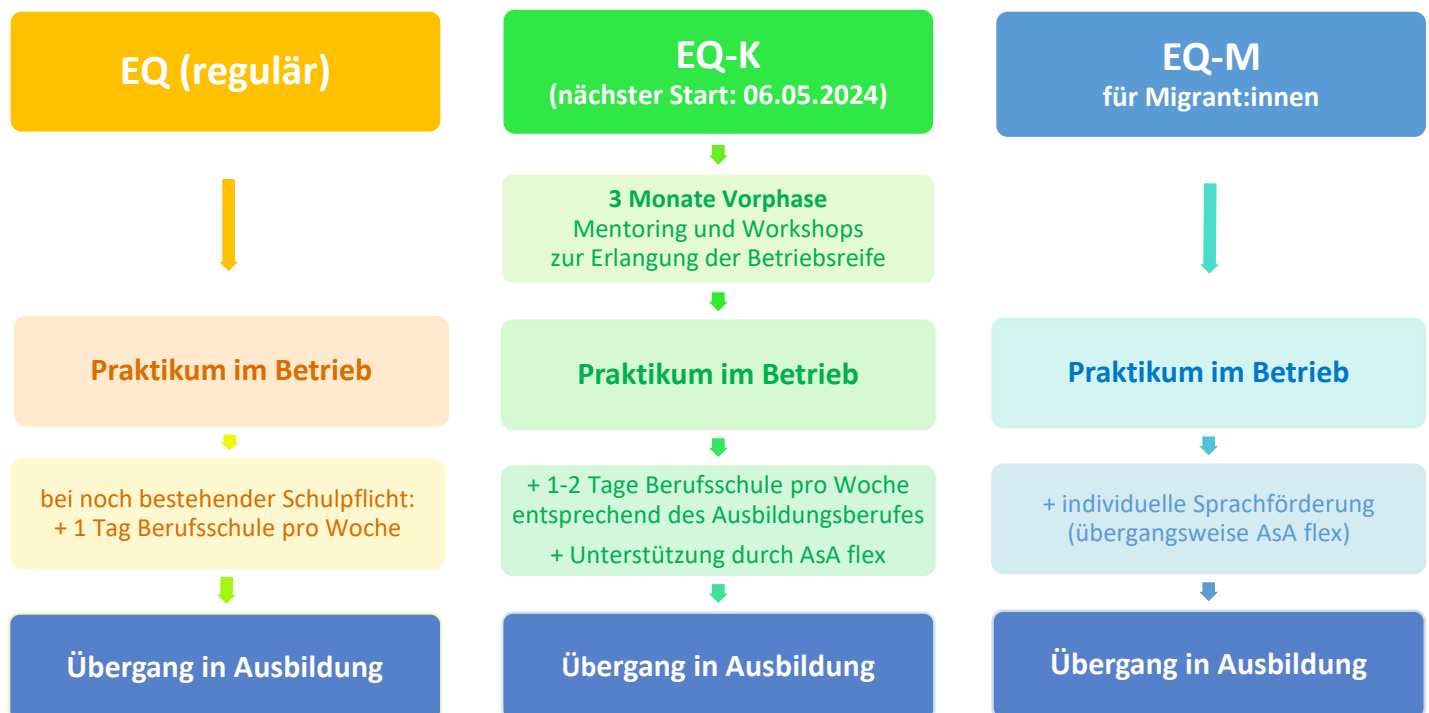 EQ (regulär)
Praktikum im Betrieb
bei noch bestehender Schulpflicht:
+ 1 Tag Berufsschule pro Woche
Übergang in Ausbildung
EQ-K
(nächster Start: 06.05.2024)
3 Monate Vorphase
Mentoring und Workshops
zur Erlangung der Betriebsreife
Praktikum im Betrieb
+ 1-2 Tage Berufsschule pro Woche
entsprechend des Ausbildungsberufes
+ Unterstützung durch AsA flex
Übergang in Ausbildung
EQ-M
für Migrant:innen
Praktikum im Betrieb
+ individuelle Sprachförderung
(übergangsweise AsA flex)
Übergang in Ausbildung